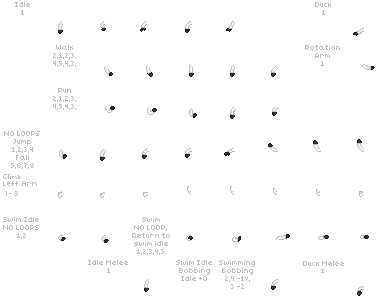 Idle
1
Duck
1
Walk
2,1,2,3,
4,5,4,3,
Rotation
Arm
1
Run
2,1,2,3,
4,5,4,3,
NO LOOPS
Jump
1,2,3,4
Fall
5,6,7,8
Climb
Left Arm
1-8
Swim Idle
NO LOOPS
1,2
Swim
NO LOOP,
Return to
swim idle
1,2,3,4,5
Idle Melee
1
Swim Idle
Bobbing
Idle +0
Swimming
Bobbing
2,4 -1v,
3 -2
Duck Melee
1